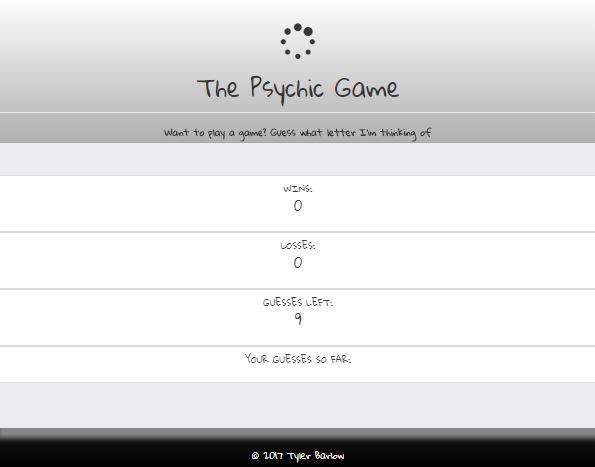 The Psychic Game
Want to play a game? Guess what letter I'm thinking of
WINS:
0
LOSSES:
0
GUESSES LEFT:
9
YOUR GUESSES SO FAR:
© 2017 Tyler Barlow